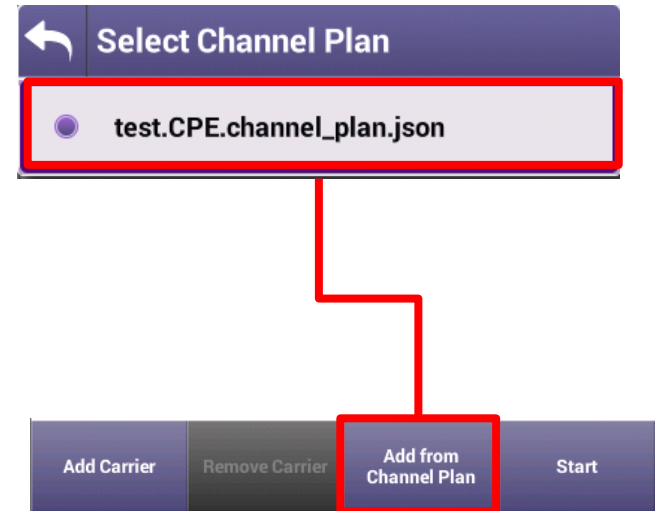 Select Channel Plan
test.CPE.channel_plan.json
Add Carrier
Remove Carrier
Add from
Channel Plan
Start